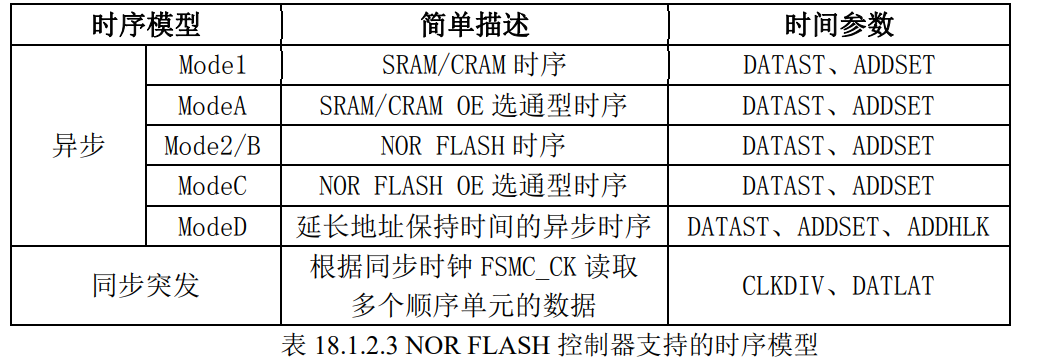 时序模型 简单描述 时间参数
异步 Mode1 SRAM/CRAM 时序 DATAST、ADDSET
ModeA SRAM/CRAM OE 选通型时序 DATAST、ADDSET
Mode2/B NOR FLASH 时序 DATAST、ADDSET
ModeC NOR FLASH OE 选通型时序 DATAST、ADDSET
ModeD 延长地址保持时间的异步时序 DATAST、ADDSET、ADDHLK
同步突发 根据同步时钟 FSMC_CK 读取
多个顺序单元的数据 CLKDIV、DATLAT
表 18.1.2.3 NOR FLASH 控制器支持的时序模型